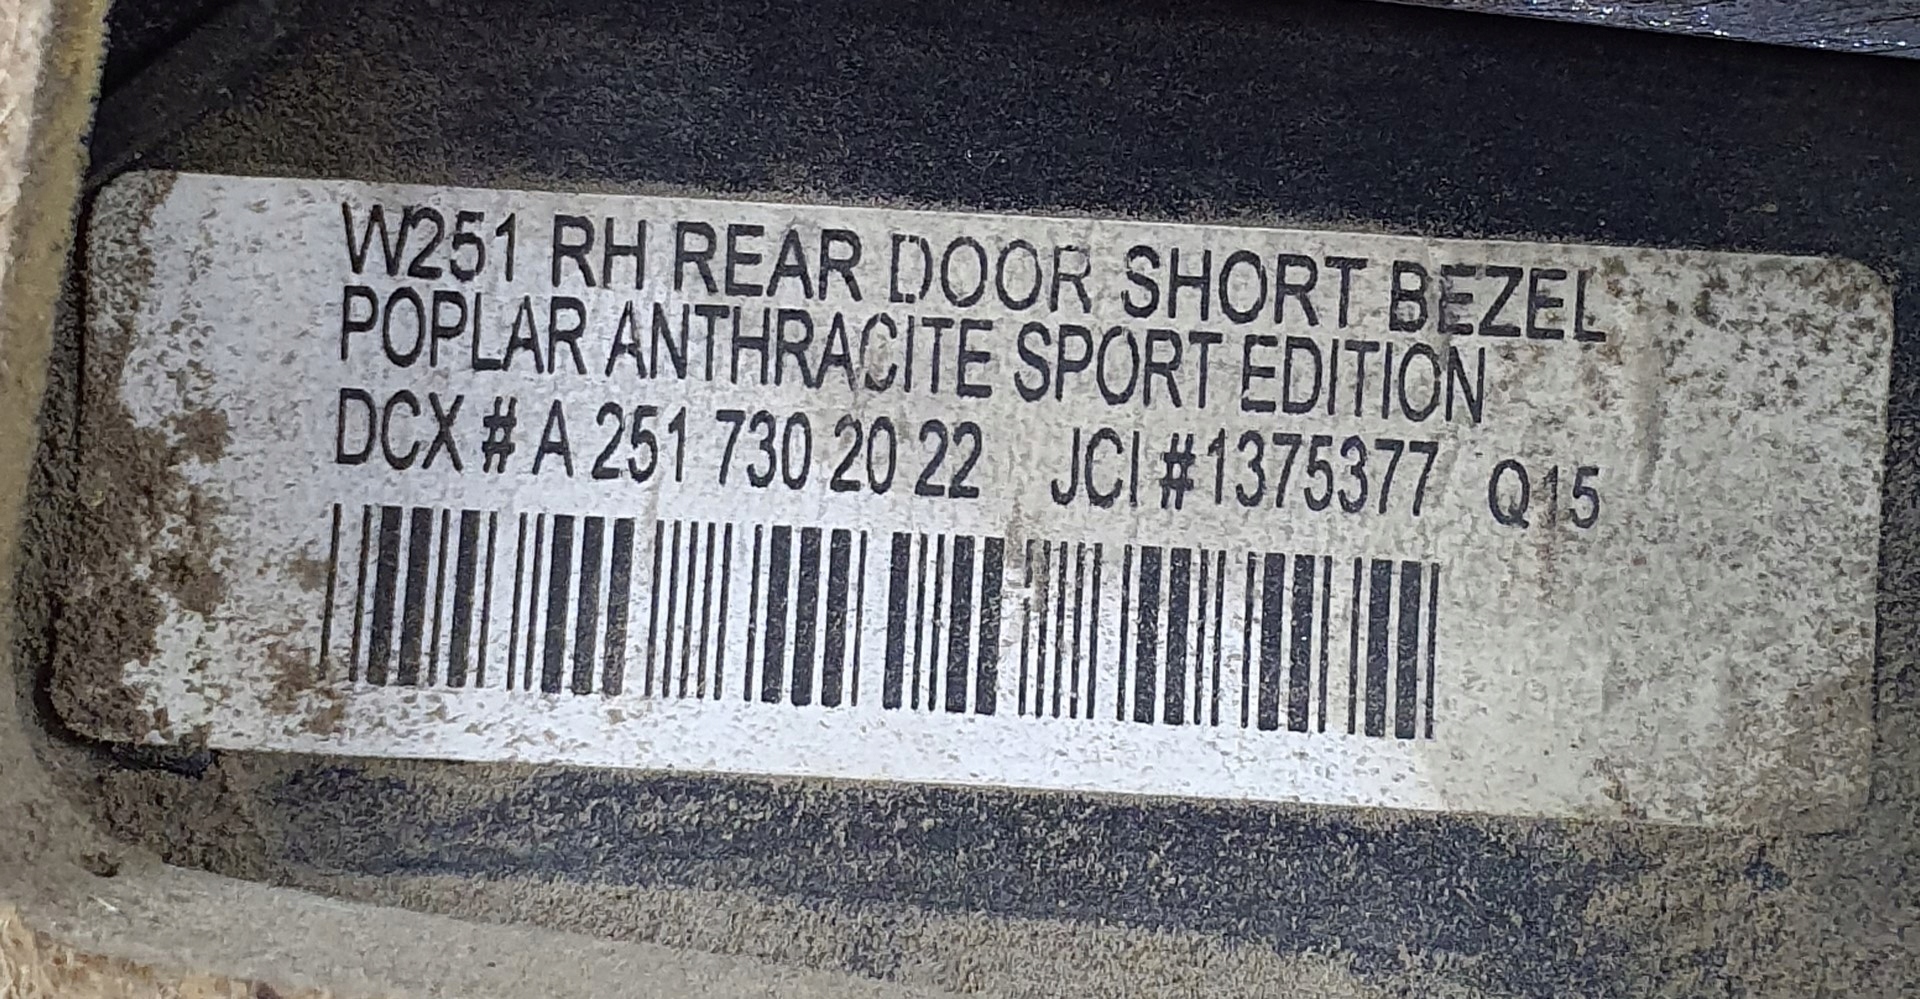 W251 RH REAR DOOR SHORT BEZEL
POPLAR ANTHRACITE SPORT EDITION
DCX # A 251 730 20 22 JCI #1375377 Q15